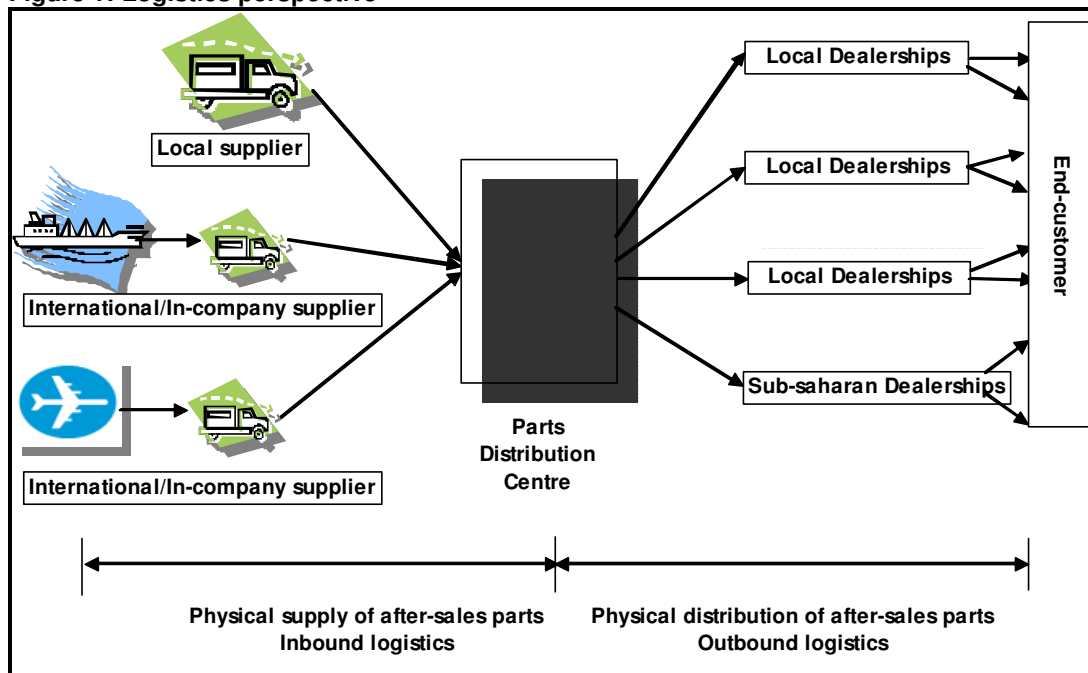 Figure 1: Logistics perspective
Local Dealerships
Local supplier
Local Dealerships
End-customer
International/In-company supplier
Local Dealerships
Sub-saharan Dealerships
International/In-company supplier
Parts
Distribution
Centre
Physical supply of after-sales parts
Inbound logistics
Physical distribution of after-sales parts
Outbound logistics